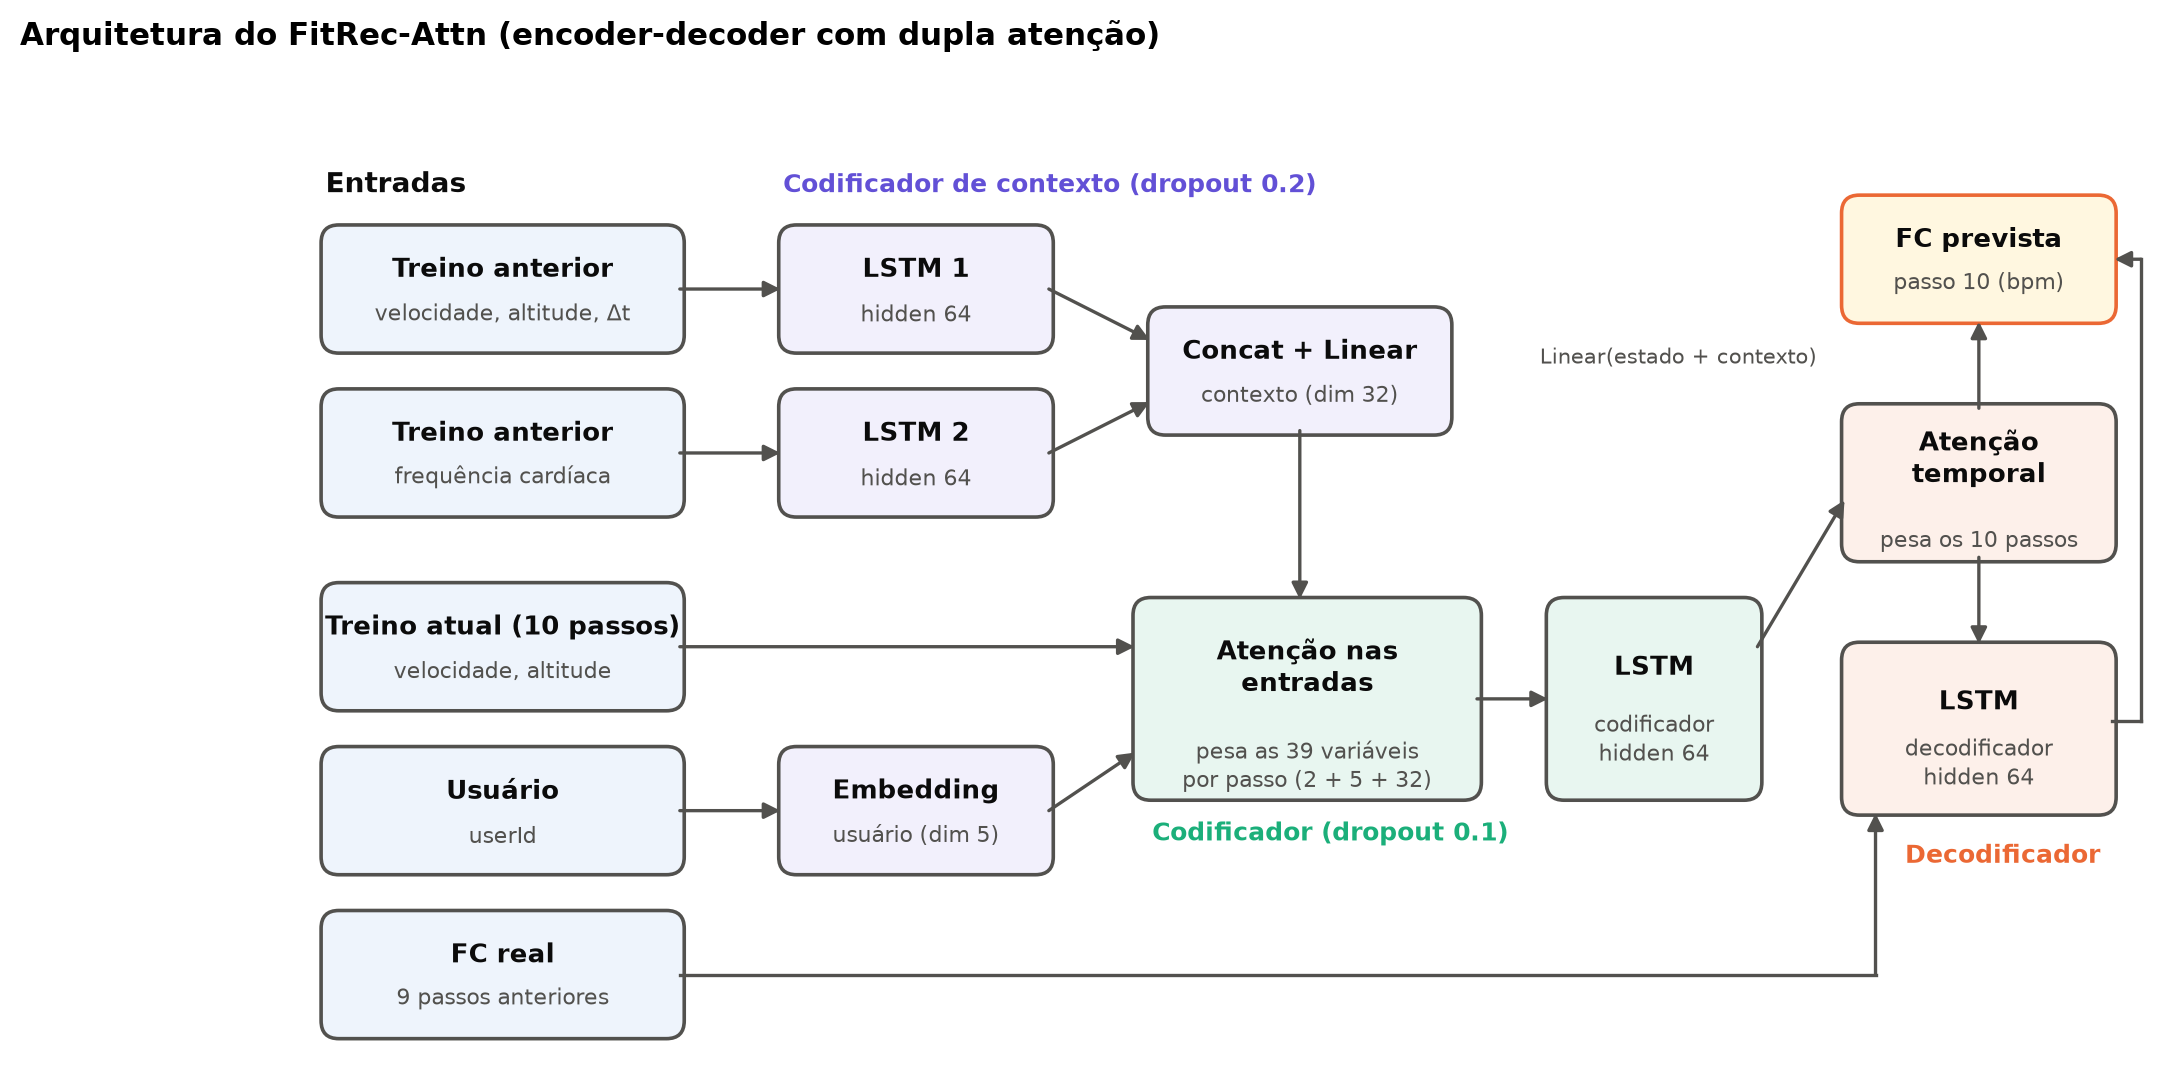 Arquitetura do FitRec-Attn (encoder-decoder com dupla atenção)
Entradas
Codificador de contexto (dropout 0.2)
Treino anterior
velocidade, altitude, Δt
LSTM 1
hidden 64
Treino anterior
frequência cardíaca
LSTM 2
hidden 64
Concat + Linear
contexto (dim 32)
Treino atual (10 passos)
velocidade, altitude
Usuário
userId
Embedding
usuário (dim 5)
Atenção nas
entradas
pesa as 39 variáveis
por passo (2 + 5 + 32)
Codificador (dropout 0.1)
LSTM
codificador
hidden 64
FC prevista
passo 10 (bpm)
Linear(estado + contexto)
Atenção
temporal
pesa os 10 passos
LSTM
decodificador
hidden 64
Decodificador
FC real
9 passos anteriores